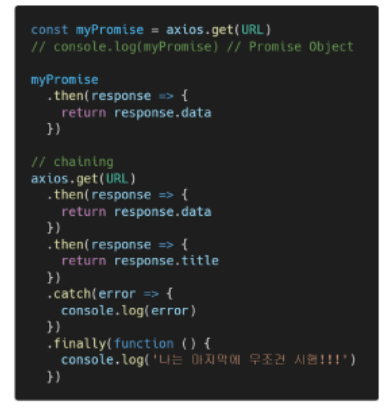 const myPromise = axios.get(URL)
// console.log(myPromise) // Promise Object
myPromise
.then(response => {
return response.data
})
// chaining
axios.get(URL)
.then(response => {
return response.data
})
.then(response => {
return response.title
})
.catch(error => {
console.log(error)
})
.finally(function () {
console.log('나는 마지막에 무조건 시행!!!')
})